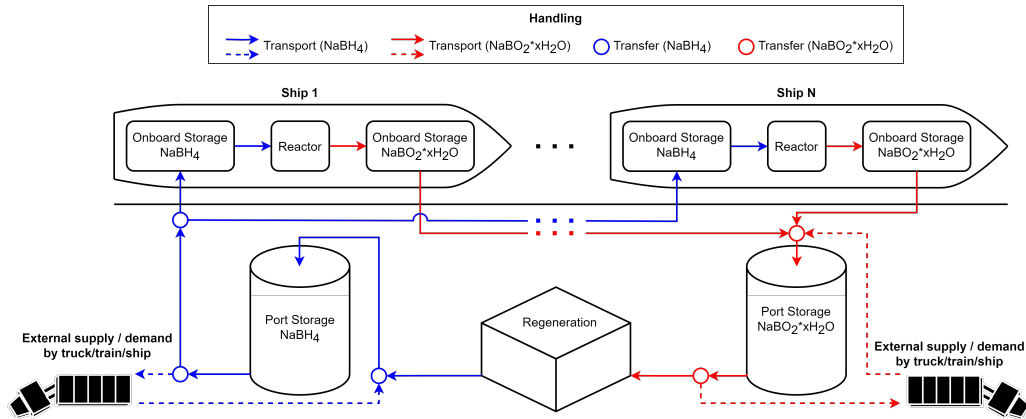 Handling
Transport (NaBH4)
Transport (NaBO2*xH2O)
Transfer (NaBH4)
Transfer (NaBO2*xH2O)
Ship 1
Ship N
Onboard Storage
NaBH4
Reactor
Onboard Storage
NaBO2*xH2O
Onboard Storage
NaBH4
Reactor
Onboard Storage
NaBO2*xH2O
Port Storage
NaBH4
Regeneration
Port Storage
NaBO2*xH2O
External supply / demand
by truck/train/ship
External supply / demand
by truck/train/ship